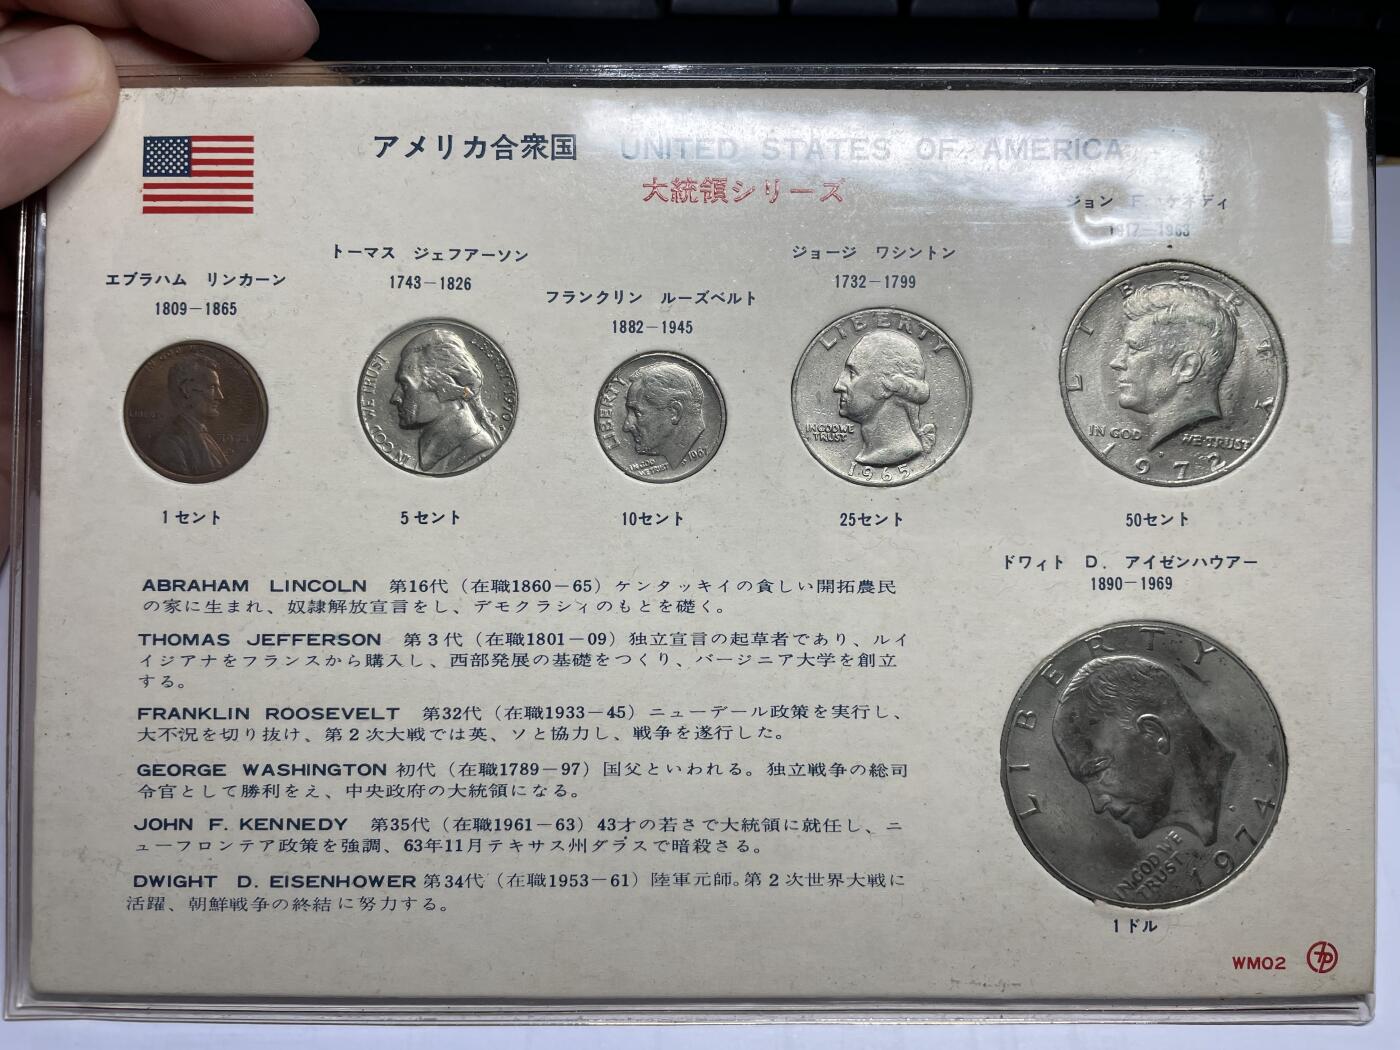 アメリカ合衆国 UNITED STATES OF AMERICA
大統領シリーズ
エブラハム リンカーン
1809－1865
トーマス ジェフアーソン
1743－1826
フランクリン ルーズベルト
1882－1945
ジョージ ワシントン
1732－1799
ジョン F. ケネディ
1917－1963
LIBERTY
IN GOD WE TRUST
1970
LIBERTY
IN GOD
WE TRUST
LIBERTY
IN GOD WE
TRUST
1965
LIBERTY
IN GOD WE TRUST
1972
1セント
5セント
10セント
25セント
50セント
ドワィト D. アイゼンハウアー
1890－1969
LIBERTY
IN GOD WE
TRUST
1974
1ドル
ABRAHAM LINCOLN 第16代（在職1860－65）ケンタッキイの貧しい開拓農民
の家に生まれ、奴隷解放宣言をし、デモクラシィのもとを礎く。
THOMAS JEFFERSON 第3代（在職1801－09）独立宣言の起草者であり、ルイ
イジアナをフランスから購入し、西部発展の基礎をつくり、バージニア大学を創立
する。
FRANKLIN ROOSEVELT 第32代（在職1933－45）ニューデール政策を実行し、
大不況を切り抜け、第2次大戦では英、ソと協力し、戦争を遂行した。
GEORGE WASHINGTON 初代（在職1789－97）国父といわれる。独立戦争の総司
令官として勝利をえ、中央政府の大統領になる。
JOHN F. KENNEDY 第35代（在職1961－63）43才の若さで大統領に就任し、ニ
ューフロンテア政策を強調、63年11月テキサス州ダラスで暗殺さる。
DWIGHT D. EISENHOWER 第34代（在職1953－61）陸軍元師。第2次世界大戦に
活躍、朝鮮戦争の終結に努力する。
WM02